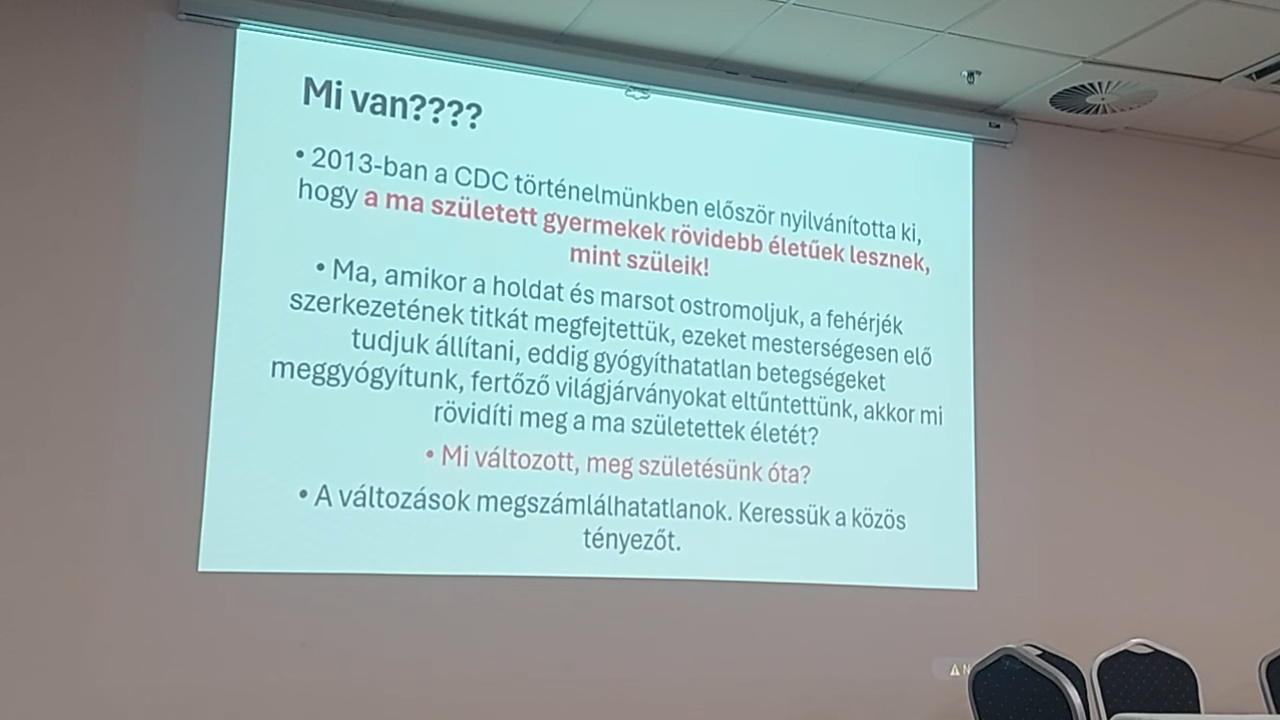 Mi van????
• 2013-ban a CDC történelmünkben először nyilvánította ki,
hogy a ma született gyermekek rövidebb életűek lesznek,
mint szüleik!
• Ma, amikor a holdat és marsot ostromoljuk, a fehérjék
szerkezetének titkát megfejtettük, ezeket mesterségesen elő
tudjuk állítani, eddig gyógyíthatatlan betegségeket
meggyógyítunk, fertőző világjárványokat eltűntettünk, akkor mi
rövidíti meg a ma születettek életét?
• Mi változott, meg születésünk óta?
• A változások megszámlálhatatlanok. Keressük a közös
tényezőt.